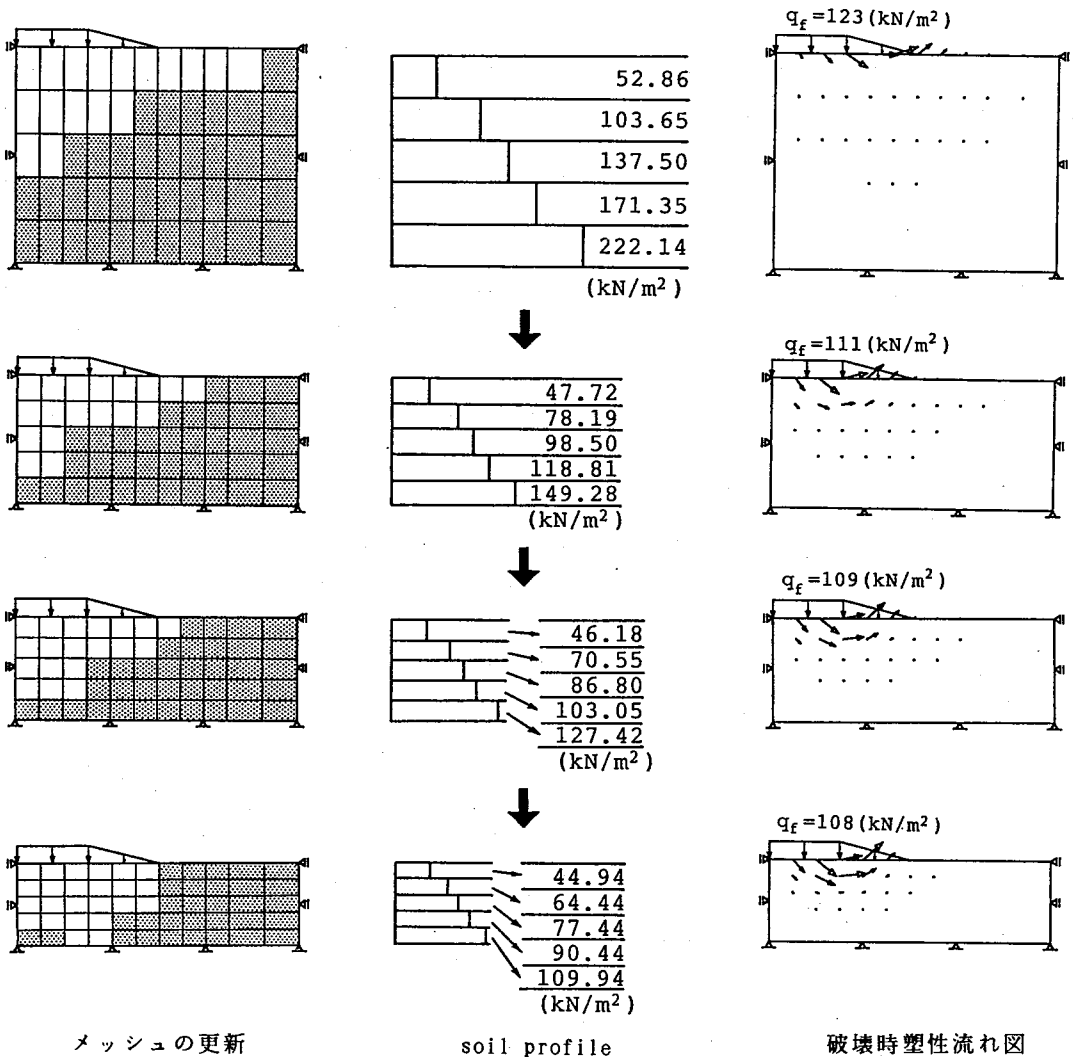 q_f=123(kN/m²)
52.86
103.65
137.50
171.35
222.14
(kN/m²)
q_f=111(kN/m²)
47.72
78.19
98.50
118.81
149.28
(kN/m²)
q_f=109(kN/m²)
46.18
70.55
86.80
103.05
127.42
(kN/m²)
q_f=108(kN/m²)
44.94
64.44
77.44
90.44
109.94
(kN/m²)
メッシュの更新
soil profile
破壊時塑性流れ図